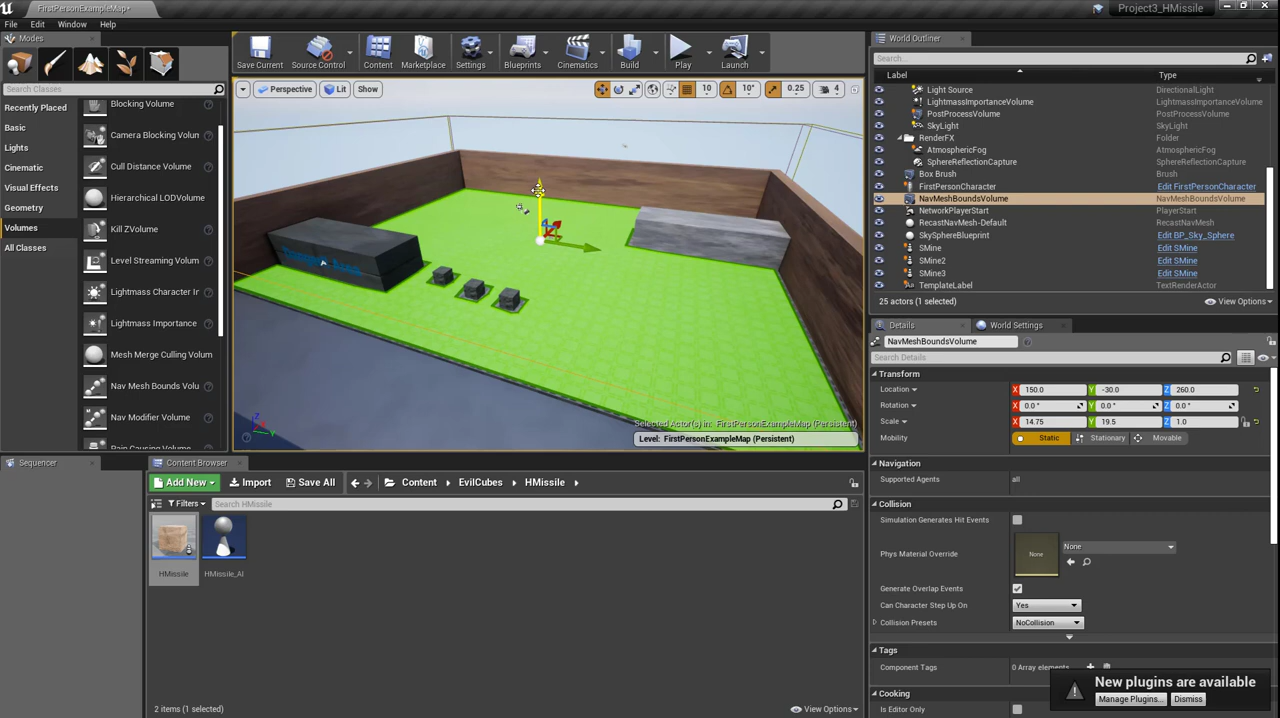 FirstPersonExampleMap*
Project3_HMissile
File Edit Window Help
Modes
Search Classes
Recently Placed
Basic
Lights
Cinematic
Visual Effects
Geometry
Volumes
All Classes
Blocking Volume
Camera Blocking Volum
Cull Distance Volume
Hierarchical LODVolume
Kill ZVolume
Level Streaming Volum
Lightmass Character Ir
Lightmass Importance
Mesh Merge Culling Volum
Nav Mesh Bounds Volu
Nav Modifier Volume
Pain Causing Volume
Save Current Source Control Content Marketplace Settings Blueprints Cinematics Build Play Launch
Perspective Lit Show 10 10° 0.25 4
Selected Actor(s) in: FirstPersonExampleMap (Persistent)
Level: FirstPersonExampleMap (Persistent)
World Outliner
Search...
Label Type
Light Source DirectionalLight
LightmassImportanceVolume LightmassImportanceVolume
PostProcessVolume PostProcessVolume
SkyLight SkyLight
RenderFX Folder
AtmosphericFog AtmosphericFog
SphereReflectionCapture SphereReflectionCapture
Box Brush Brush
FirstPersonCharacter Edit FirstPersonCharacter
NavMeshBoundsVolume NavMeshBoundsVolume
NetworkPlayerStart PlayerStart
RecastNavMesh-Default RecastNavMesh
SkySphereBlueprint Edit BP_Sky_Sphere
SMine Edit SMine
SMine2 Edit SMine
SMine3 Edit SMine
TemplateLabel TextRenderActor
25 actors (1 selected) View Options
Details World Settings
NavMeshBoundsVolume
Search Details
Transform
Location X 150.0 Y -30.0 Z 260.0
Rotation X 0.0 ° Y 0.0 ° Z 0.0 °
Scale X 14.75 Y 19.5 Z 1.0
Mobility Static Stationary Movable
Navigation
Supported Agents all
Collision
Simulation Generates Hit Events
Phys Material Override None None
Generate Overlap Events
Can Character Step Up On Yes
Collision Presets NoCollision
Tags
Component Tags 0 Array elements
Cooking
Is Editor Only
New plugins are available
Manage Plugins... Dismiss
Sequencer
Content Browser
Add New Import Save All Content EvilCubes HMissile
Filters Search HMissile
HMissile HMissile_AI
2 items (1 selected) View Options